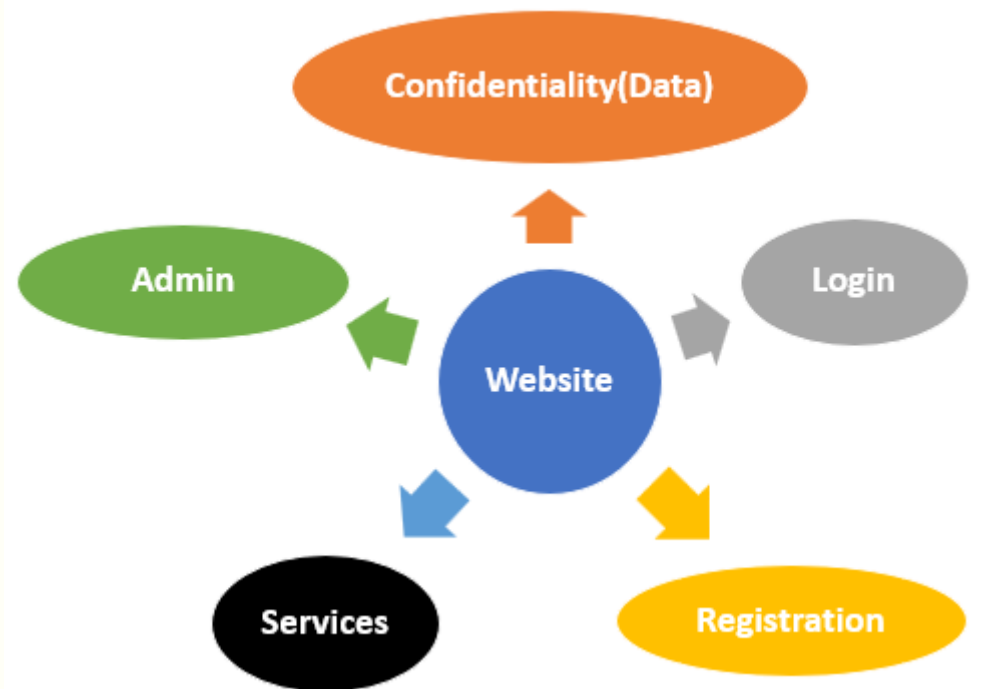 Confidentiality(Data)
Admin
Login
Website
Services
Registration